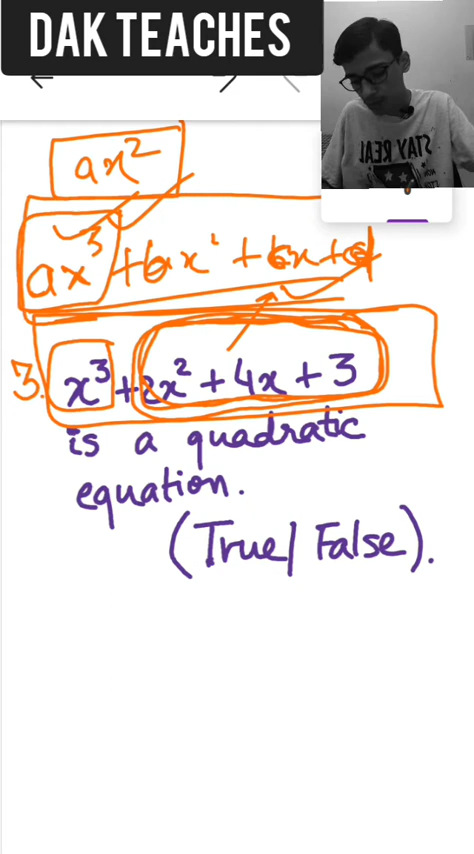 DAK TEACHES
STAY REAL
ax²
ax³ + bx² + cx + d
3. x³ + 2x² + 4x + 3
is a quadratic
equation.
(True/ False).